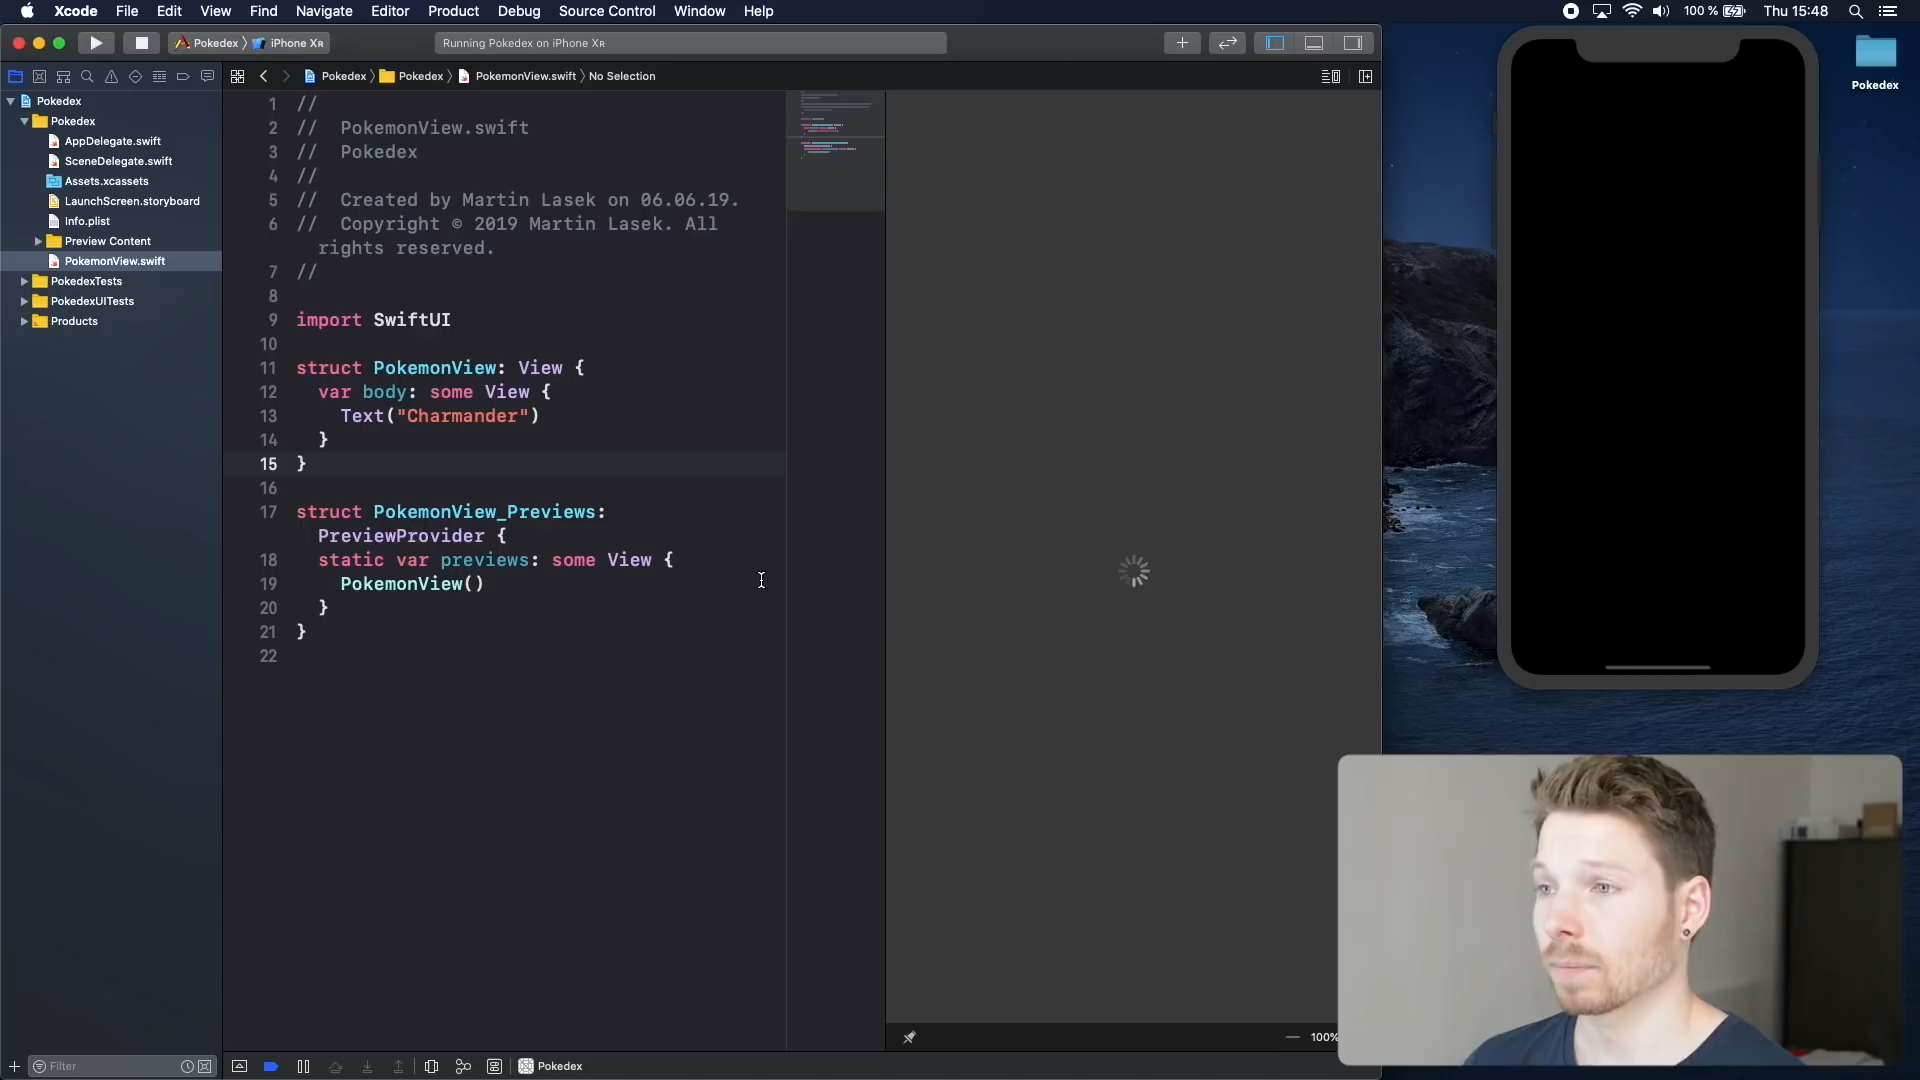 Xcode File Edit View Find Navigate Editor Product Debug Source Control Window Help 100 % Thu 15:48
Pokedex iPhone XR Running Pokedex on iPhone XR
Pokedex Pokedex PokemonView.swift No Selection
Pokedex
Pokedex
AppDelegate.swift
SceneDelegate.swift
Assets.xcassets
LaunchScreen.storyboard
Info.plist
Preview Content
PokemonView.swift
PokedexTests
PokedexUITests
Products
1 //
2 // PokemonView.swift
3 // Pokedex
4 //
5 // Created by Martin Lasek on 06.06.19.
6 // Copyright © 2019 Martin Lasek. All
rights reserved.
7 //
8
9 import SwiftUI
10
11 struct PokemonView: View {
12 var body: some View {
13 Text("Charmander")
14 }
15 }
16
17 struct PokemonView_Previews:
PreviewProvider {
18 static var previews: some View {
19 PokemonView()
20 }
21 }
22
Pokedex
100%
Filter
Pokedex